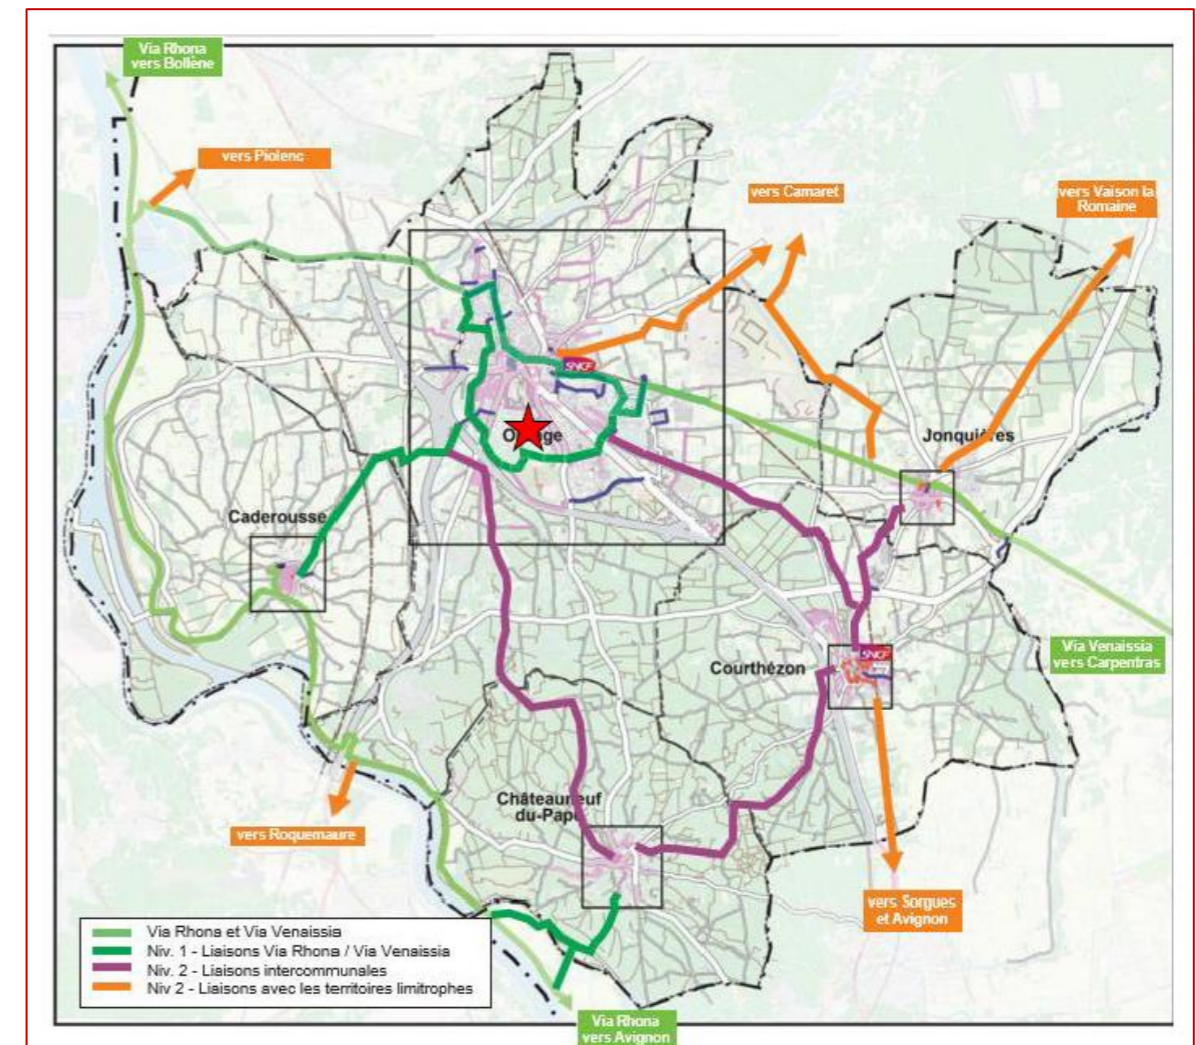 Via Rhona
vers Bollène
vers Piolenc
vers Camaret
vers Vaison la
Romaine
SNCF
Jonquières
Caderousse
Via Venaissia
vers Carpentras
SNCF
Courthézon
Châteauneuf
du-Pape
vers Roquemaure
vers Sorgues
et Avignon
Via Rhona et Via Venaissia
Niv. 1 - Liaisons Via Rhona / Via Venaissia
Niv. 2 - Liaisons intercommunales
Niv 2 - Liaisons avec les territoires limitrophes
Via Rhona
vers Avignon